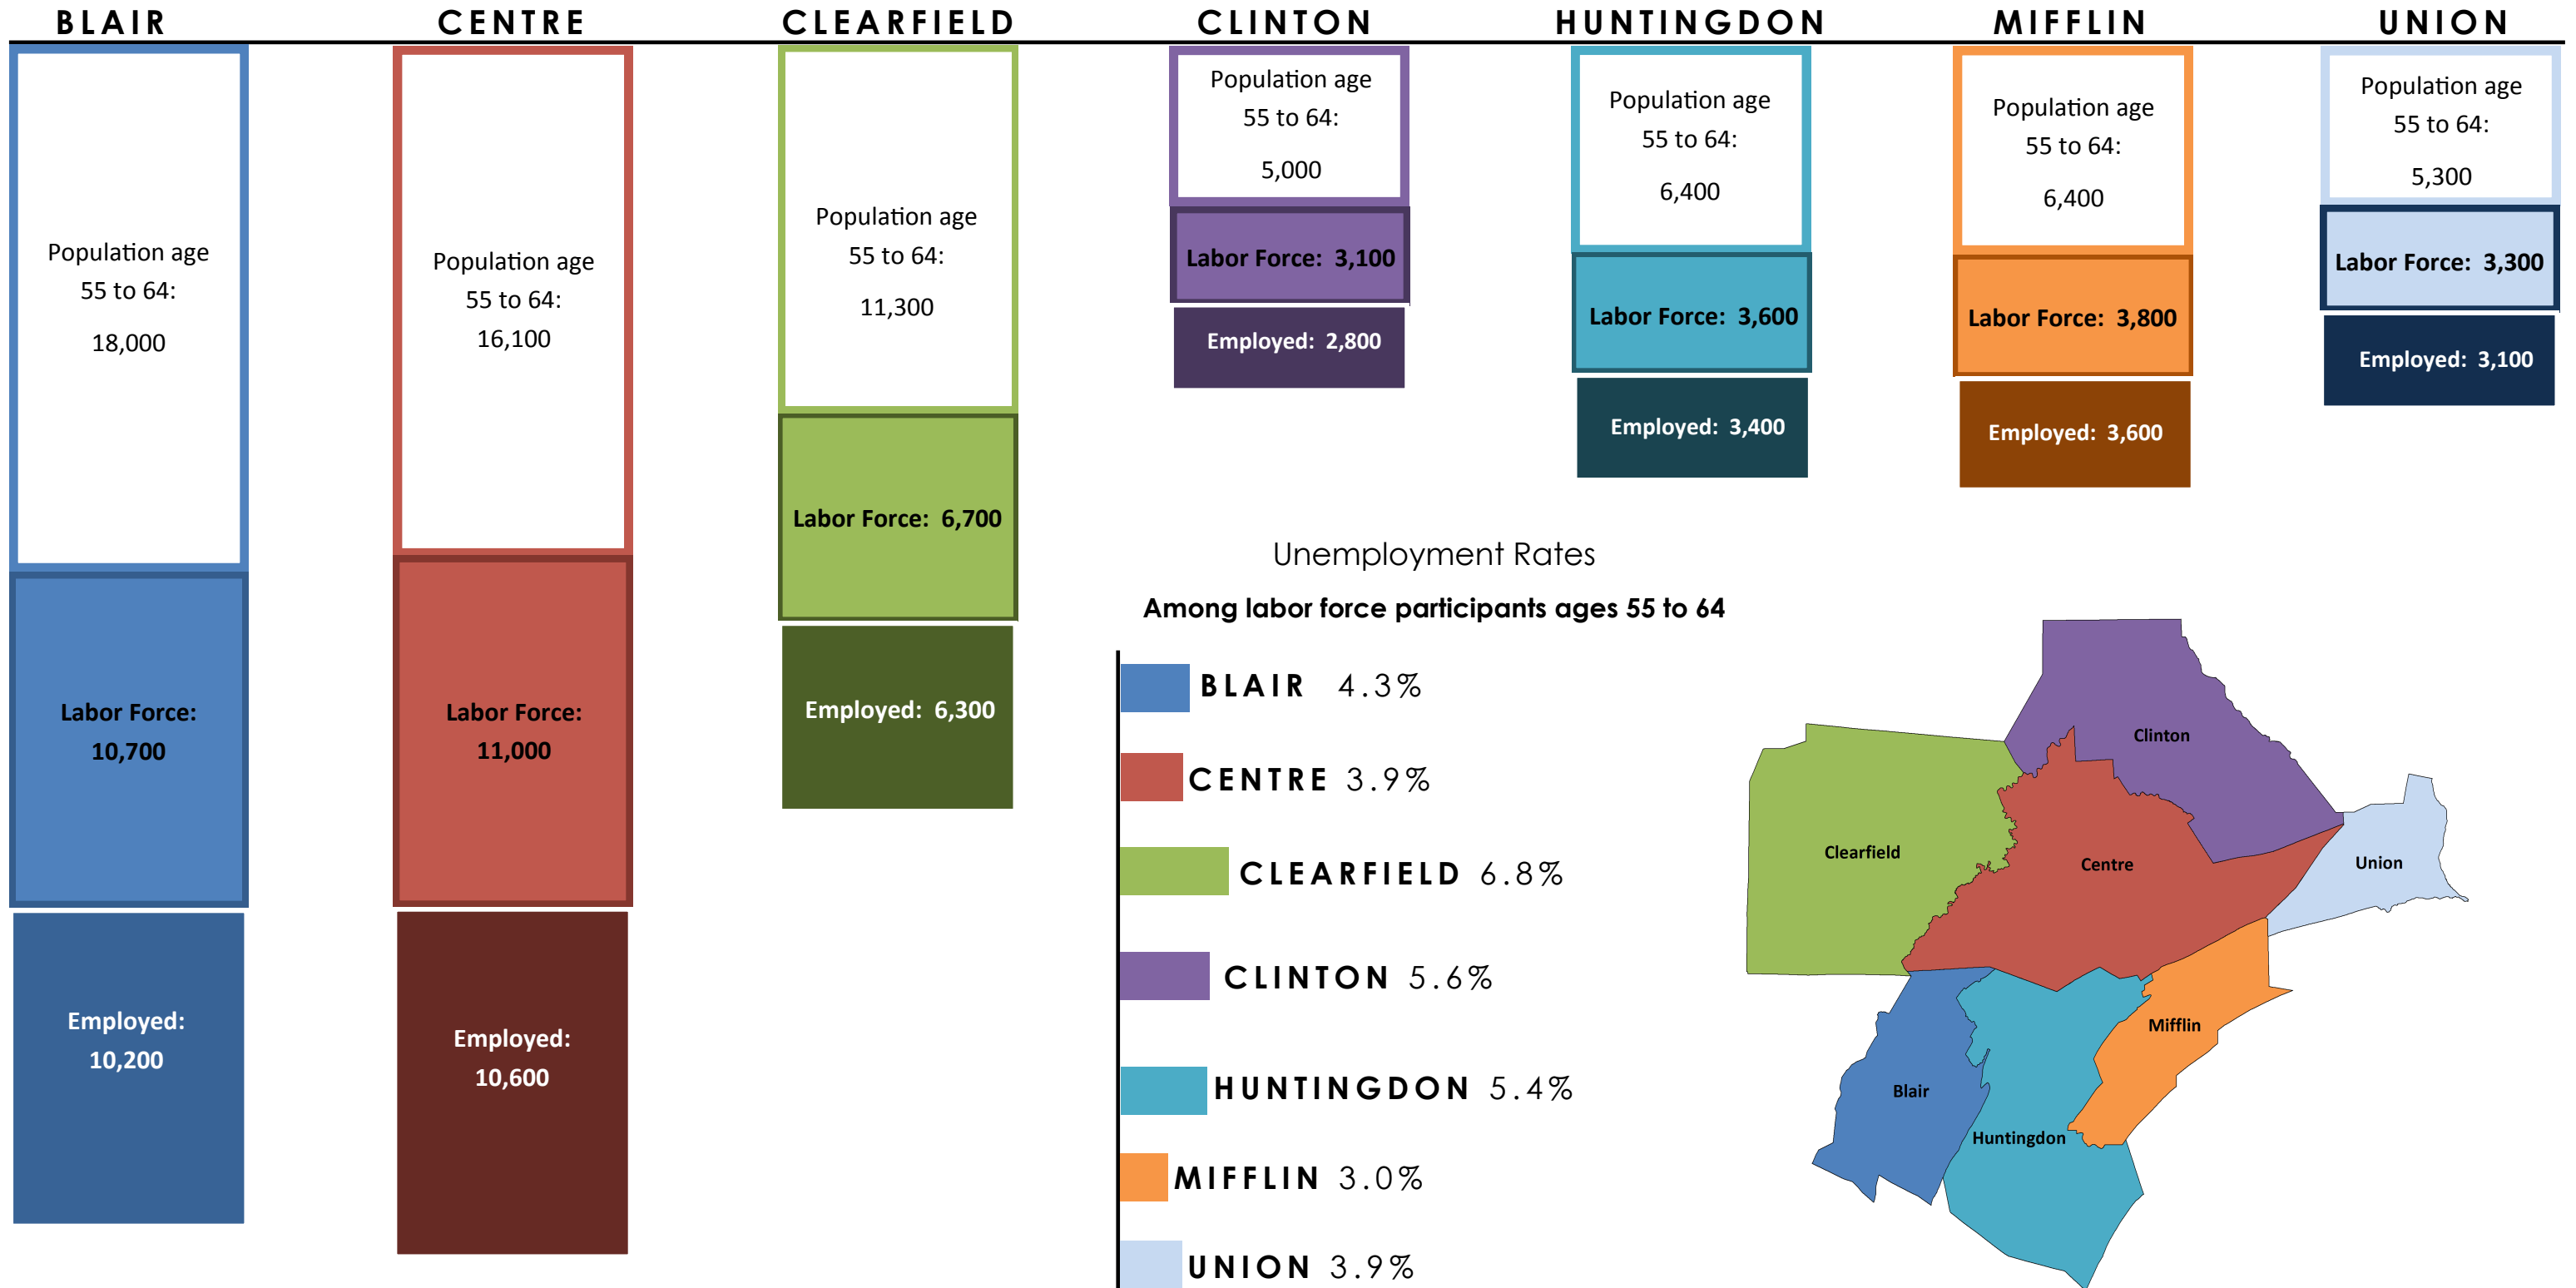 BLAIR
CENTRE
CLEARFIELD
CLINTON
HUNTINGDON
MIFFLIN
UNION
Population age
55 to 64:
18,000
Labor Force:
10,700
Employed:
10,200
Population age
55 to 64:
16,100
Labor Force:
11,000
Employed:
10,600
Population age
55 to 64:
11,300
Labor Force: 6,700
Employed: 6,300
Population age
55 to 64:
5,000
Labor Force: 3,100
Employed: 2,800
Population age
55 to 64:
6,400
Labor Force: 3,600
Employed: 3,400
Population age
55 to 64:
6,400
Labor Force: 3,800
Employed: 3,600
Population age
55 to 64:
5,300
Labor Force: 3,300
Employed: 3,100
Unemployment Rates
Among labor force participants ages 55 to 64
BLAIR 4.3%
CENTRE 3.9%
CLEARFIELD 6.8%
CLINTON 5.6%
HUNTINGDON 5.4%
MIFFLIN 3.0%
UNION 3.9%
Clinton
Clearfield
Centre
Union
Mifflin
Blair
Huntingdon